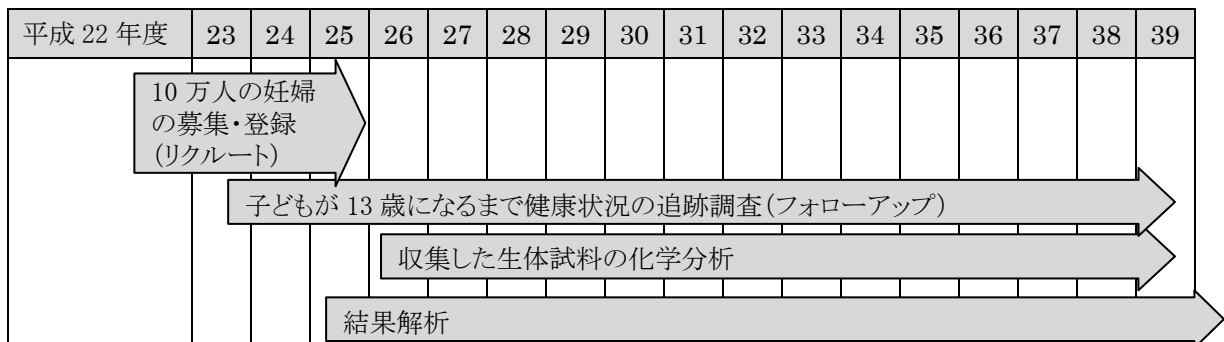 平成 22 年度 23 24 25 26 27 28 29 30 31 32 33 34 35 36 37 38 39
10 万人の妊婦
の募集・登録
(リクルート)
子どもが 13 歳になるまで健康状況の追跡調査(フォローアップ)
収集した生体試料の化学分析
結果解析